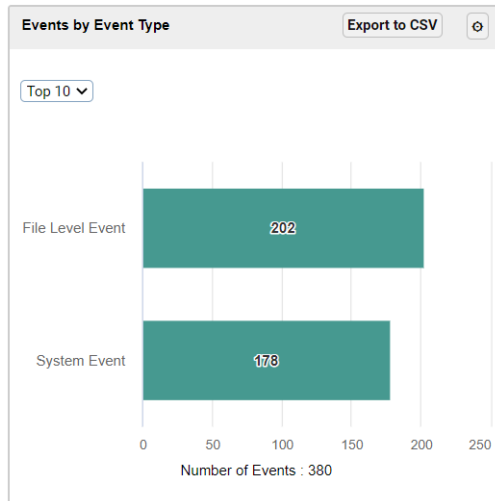 Events by Event Type
Export to CSV
Top 10
File Level Event
202
System Event
178
0 50 100 150 200 250
Number of Events : 380